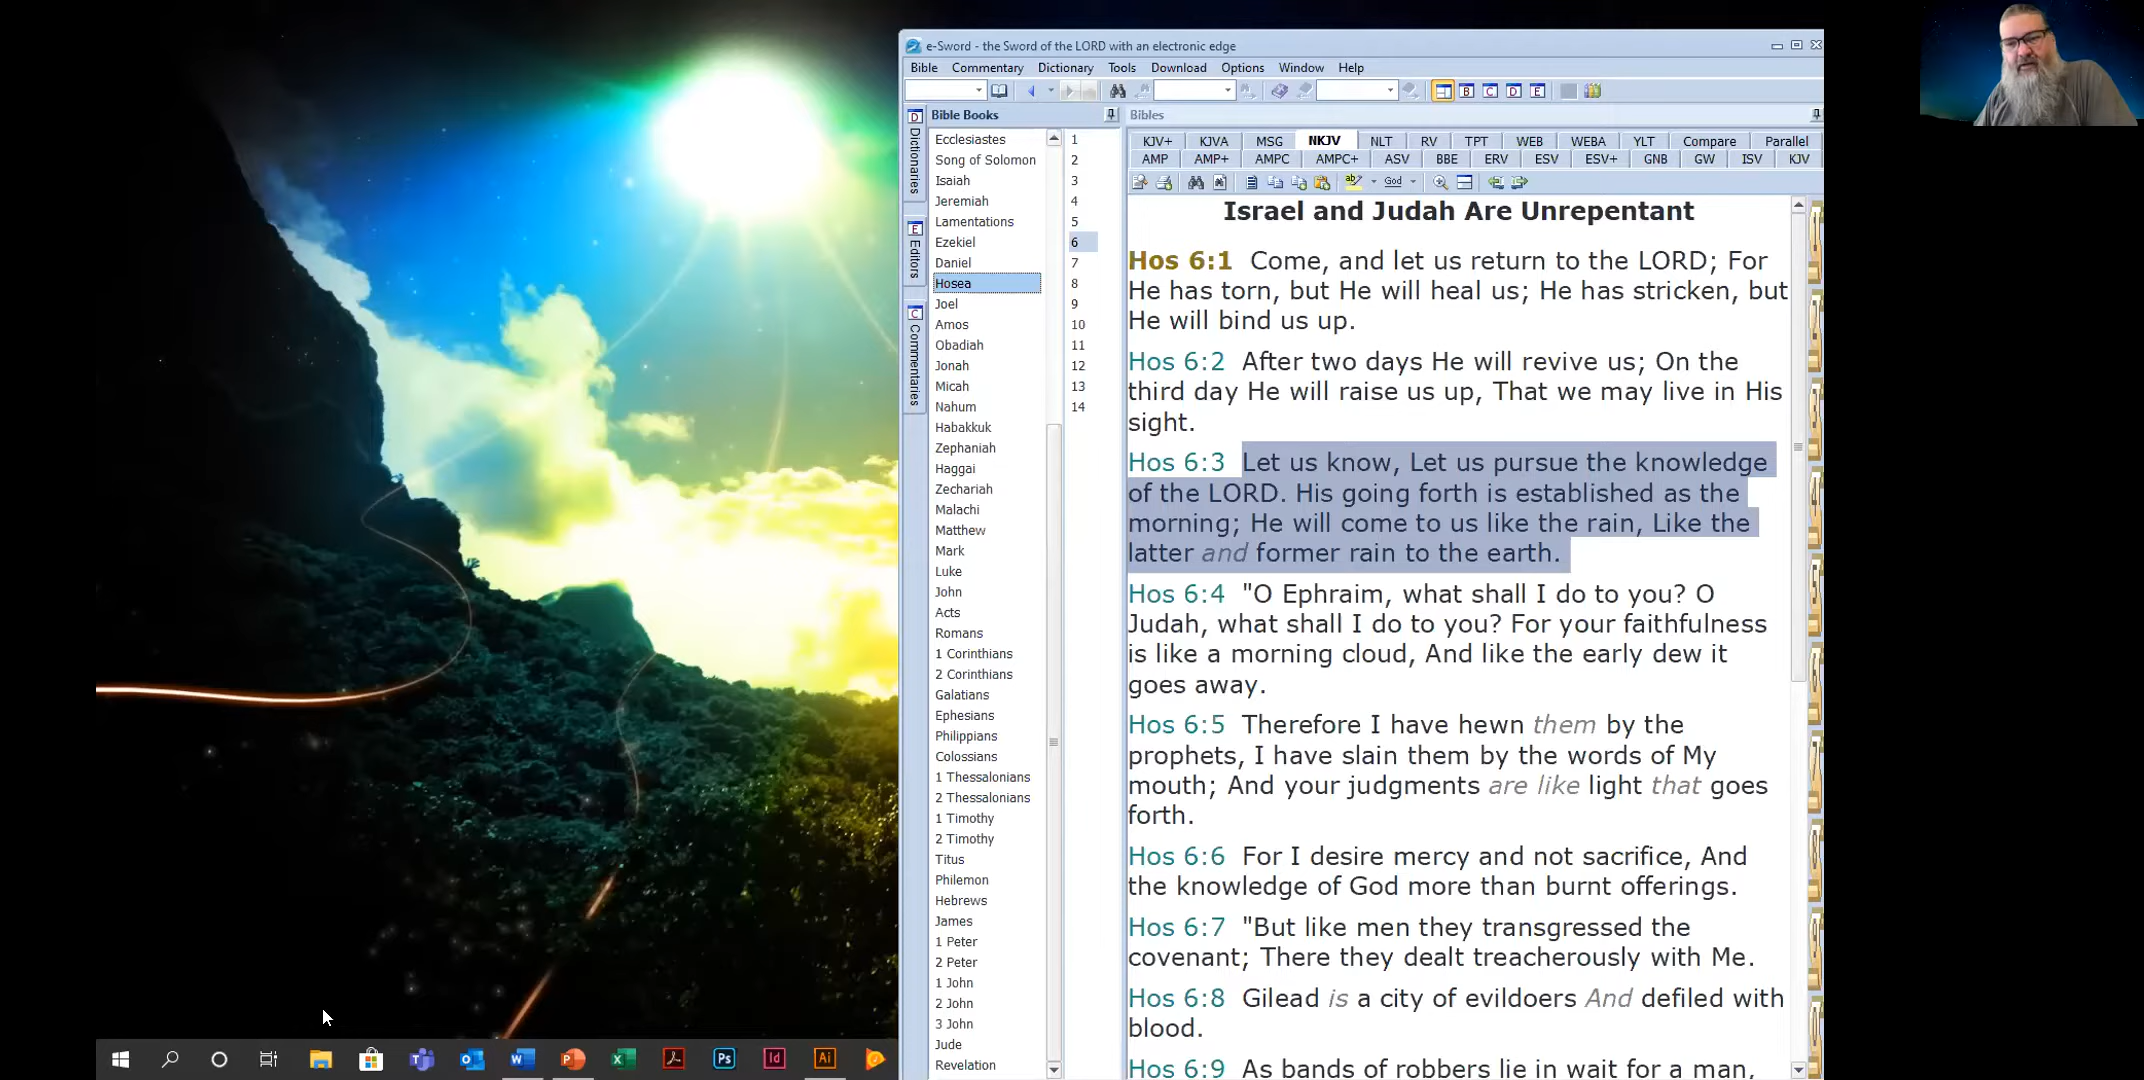 e-Sword - the Sword of the LORD with an electronic edge
Bible Commentary Dictionary Tools Download Options Window Help
B C D E
Bible Books
Bibles
D Dictionaries
E Editors
C Commentaries
Ecclesiastes
Song of Solomon
Isaiah
Jeremiah
Lamentations
Ezekiel
Daniel
Hosea
Joel
Amos
Obadiah
Jonah
Micah
Nahum
Habakkuk
Zephaniah
Haggai
Zechariah
Malachi
Matthew
Mark
Luke
John
Acts
Romans
1 Corinthians
2 Corinthians
Galatians
Ephesians
Philippians
Colossians
1 Thessalonians
2 Thessalonians
1 Timothy
2 Timothy
Titus
Philemon
Hebrews
James
1 Peter
2 Peter
1 John
2 John
3 John
Jude
Revelation
1
2
3
4
5
6
7
8
9
10
11
12
13
14
KJV+ KJVA MSG NKJV NLT RV TPT WEB WEBA YLT Compare Parallel
AMP AMP+ AMPC AMPC+ ASV BBE ERV ESV ESV+ GNB GW ISV KJV
God
Israel and Judah Are Unrepentant
Hos 6:1 Come, and let us return to the LORD; For
He has torn, but He will heal us; He has stricken, but
He will bind us up.
Hos 6:2 After two days He will revive us; On the
third day He will raise us up, That we may live in His
sight.
Hos 6:3 Let us know, Let us pursue the knowledge
of the LORD. His going forth is established as the
morning; He will come to us like the rain, Like the
latter and former rain to the earth.
Hos 6:4 "O Ephraim, what shall I do to you? O
Judah, what shall I do to you? For your faithfulness
is like a morning cloud, And like the early dew it
goes away.
Hos 6:5 Therefore I have hewn them by the
prophets, I have slain them by the words of My
mouth; And your judgments are like light that goes
forth.
Hos 6:6 For I desire mercy and not sacrifice, And
the knowledge of God more than burnt offerings.
Hos 6:7 "But like men they transgressed the
covenant; There they dealt treacherously with Me.
Hos 6:8 Gilead is a city of evildoers And defiled with
blood.
Hos 6:9 As bands of robbers lie in wait for a man,
Ps Id Ai